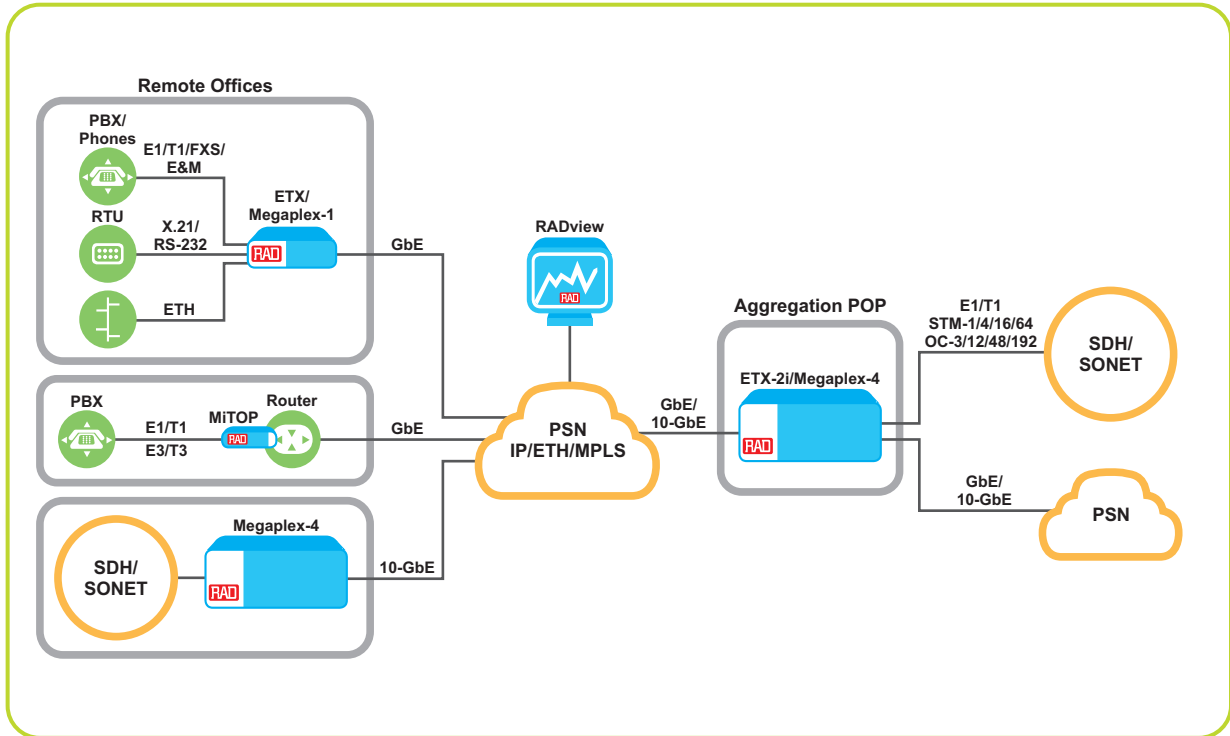 Remote Offices
PBX/
Phones
E1/T1/FXS/
E&M
RTU
X.21/
RS-232
ETH
ETX/
Megaplex-1
RAD
GbE
PBX
E1/T1
E3/T3
MiTOP
RAD
Router
GbE
SDH/
SONET
Megaplex-4
RAD
10-GbE
RADview
RAD
PSN
IP/ETH/MPLS
GbE/
10-GbE
Aggregation POP
ETX-2i/Megaplex-4
RAD
E1/T1
STM-1/4/16/64
OC-3/12/48/192
SDH/
SONET
GbE/
10-GbE
PSN